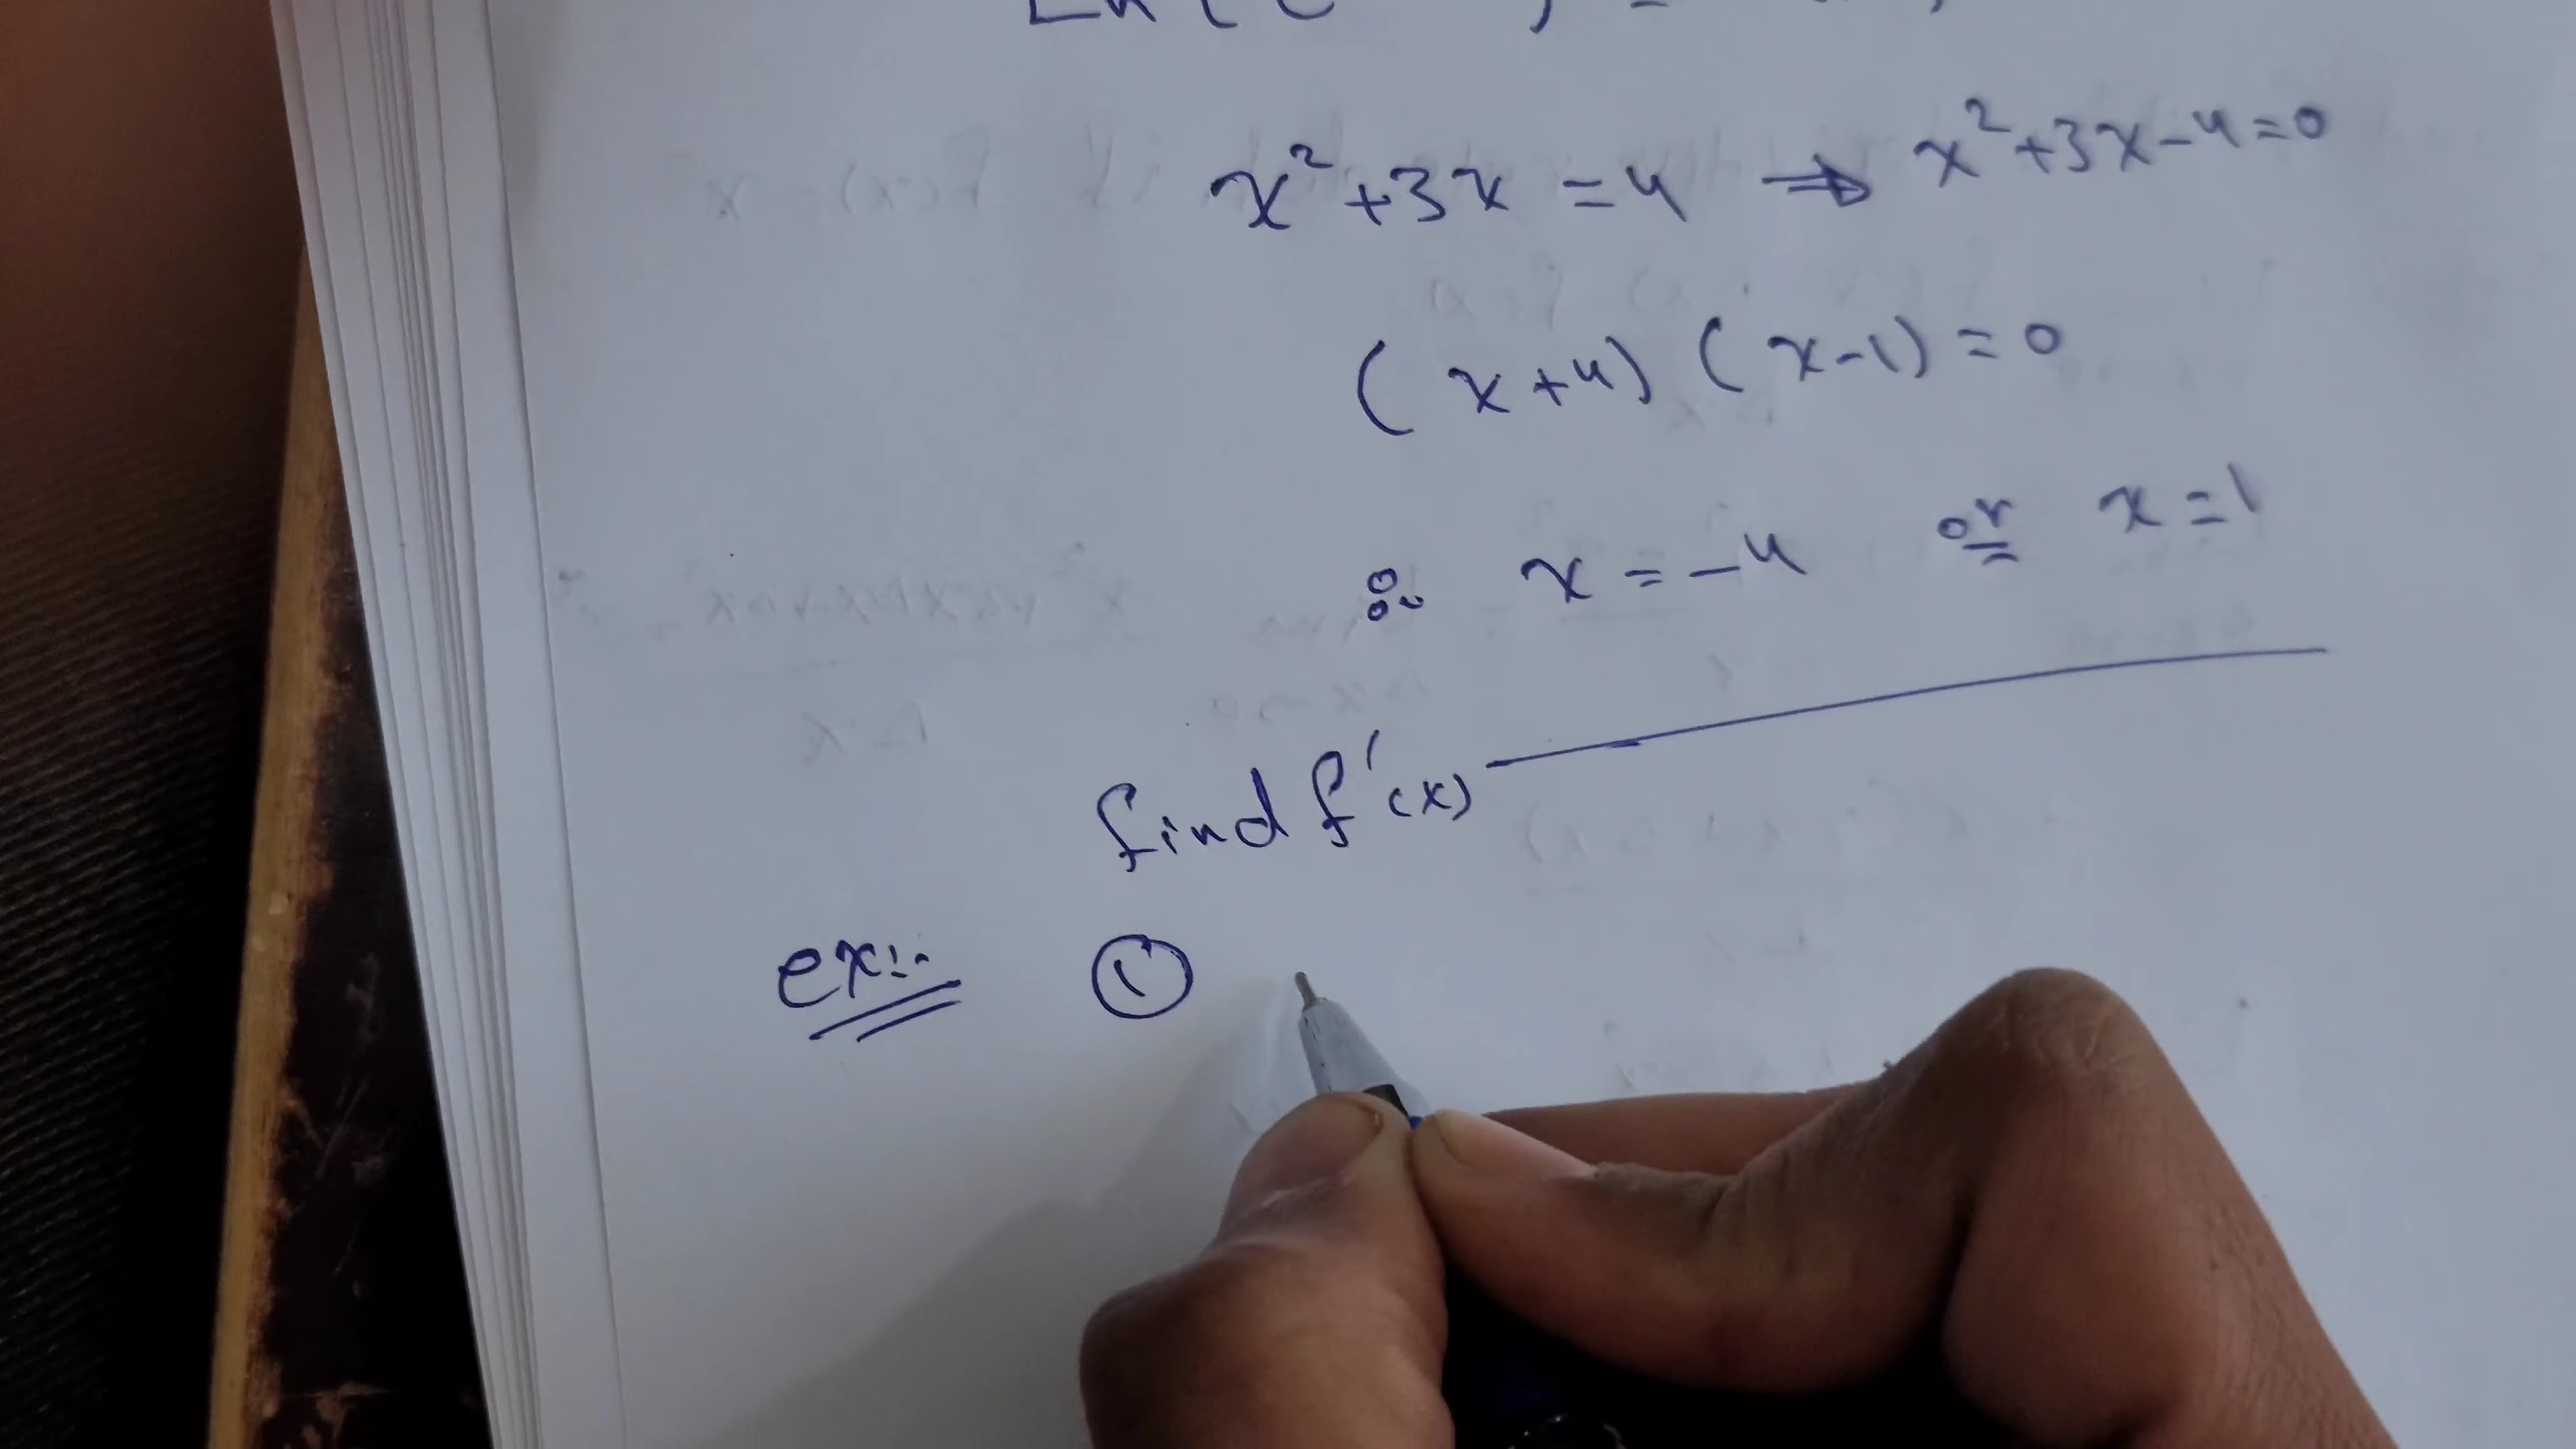 x² + 3x = 4 ⇒ x² + 3x - 4 = 0
(x + 4) (x - 1) = 0
∴ x = -4 or x = 1
find f'(x)
ex:- ①